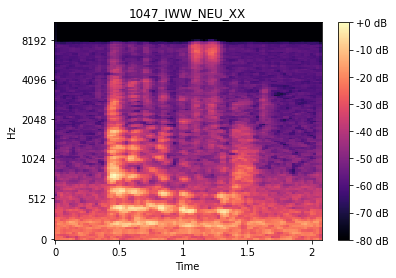 1047_IWW_NEU_XX
+0 dB
8192
-10 dB
4096
-20 dB
-30 dB
2048
Hz
-40 dB
1024
-50 dB
512
-60 dB
-70 dB
0
-80 dB
0 0.5 1 1.5 2
Time